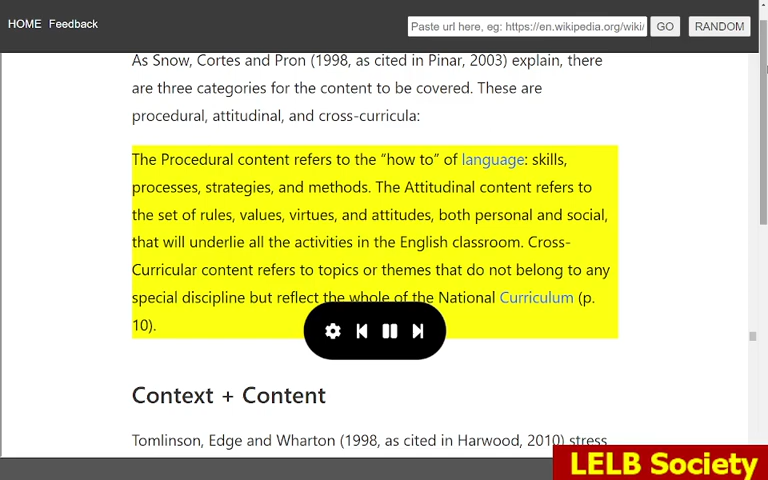 HOME Feedback
Paste url here, eg: https://en.wikipedia.org/wiki/
GO
RANDOM
As Snow, Cortes and Pron (1998, as cited in Pinar, 2003) explain, there
are three categories for the content to be covered. These are
procedural, attitudinal, and cross-curricula:
The Procedural content refers to the “how to” of language: skills,
processes, strategies, and methods. The Attitudinal content refers to
the set of rules, values, virtues, and attitudes, both personal and social,
that will underlie all the activities in the English classroom. Cross-
Curricular content refers to topics or themes that do not belong to any
special discipline but reflect the whole of the National Curriculum (p.
10).
Context + Content
Tomlinson, Edge and Wharton (1998, as cited in Harwood, 2010) stress
LELB Society